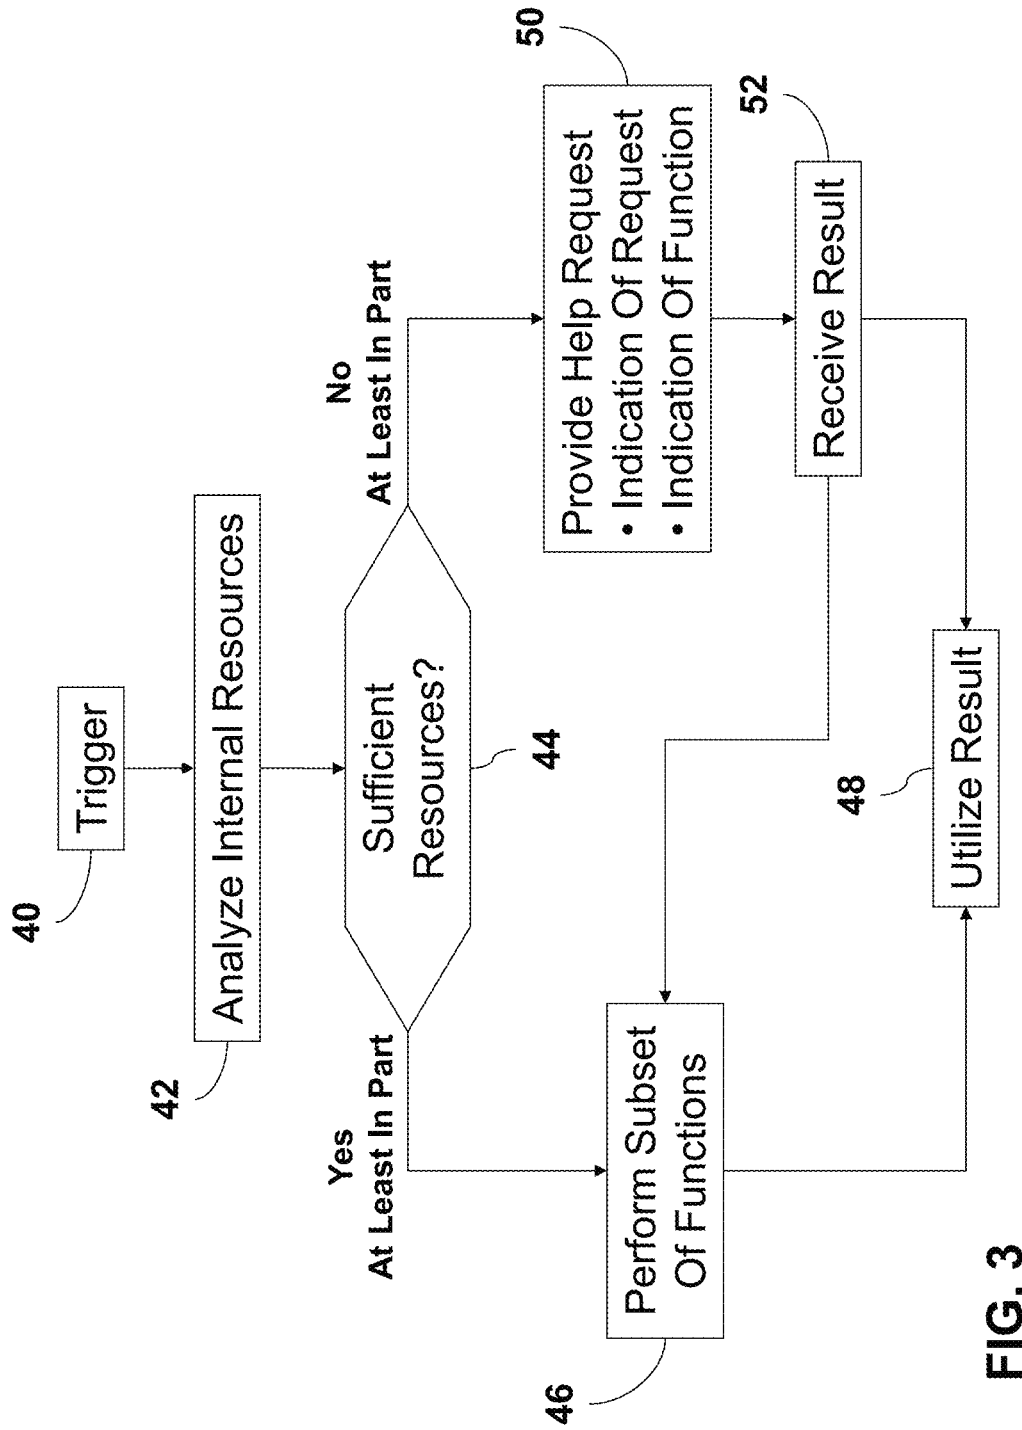 40
Trigger
42
Analyze Internal Resources
Sufficient
Resources?
44
Yes
At Least In Part
No
At Least In Part
46
Perform Subset
Of Functions
50
Provide Help Request
• Indication Of Request
• Indication Of Function
52
Receive Result
48
Utilize Result
FIG. 3